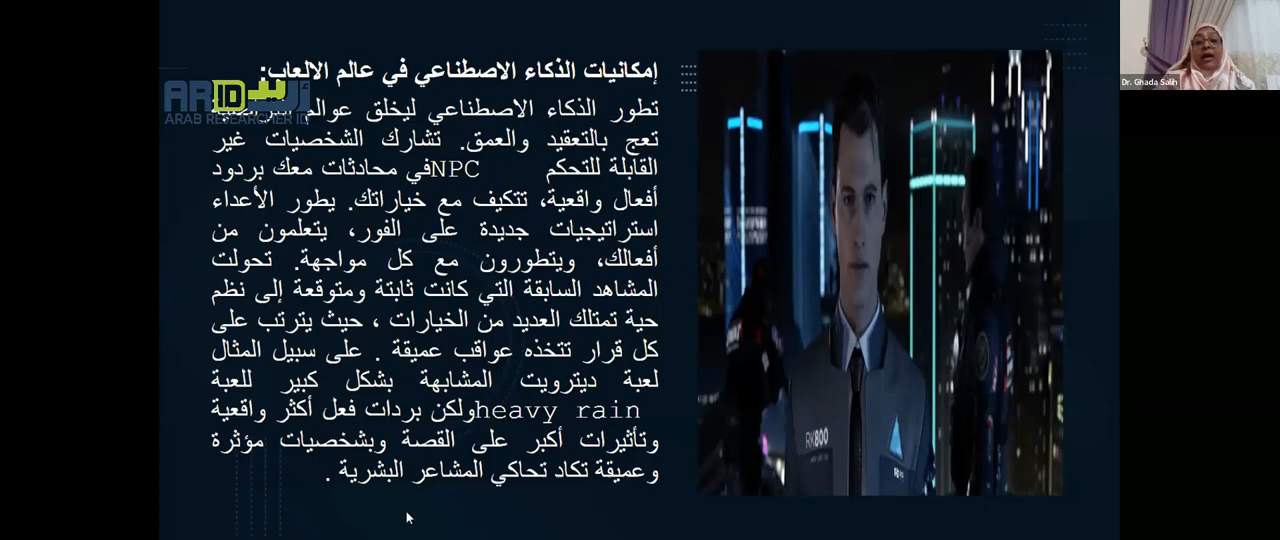 إمكانيات الذكاء الاصطناعي في عالم الالعاب:
تطور الذكاء الاصطناعي ليخلق عوالم
تعج بالتعقيد والعمق. تشارك الشخصيات غير
القابلة للتحكم NPCفي محادثات معك بردود
أفعال واقعية، تتكيف مع خياراتك. يطور الأعداء
استراتيجيات جديدة على الفور، يتعلمون من
أفعالك، ويتطورون مع كل مواجهة. تحولت
المشاهد السابقة التي كانت ثابتة ومتوقعة إلى نظم
حية تمتلك العديد من الخيارات ، حيث يترتب على
كل قرار تتخذه عواقب عميقة . على سبيل المثال
لعبة ديترويت المشابهة بشكل كبير للعبة
heavy rainولكن بردات فعل أكثر واقعية
وتأثيرات أكبر على القصة وبشخصيات مؤثرة
وعميقة تكاد تحاكي المشاعر البشرية .
ARID
ARAB RESEARCHER ID
RK800
Dr. Ghada Salih